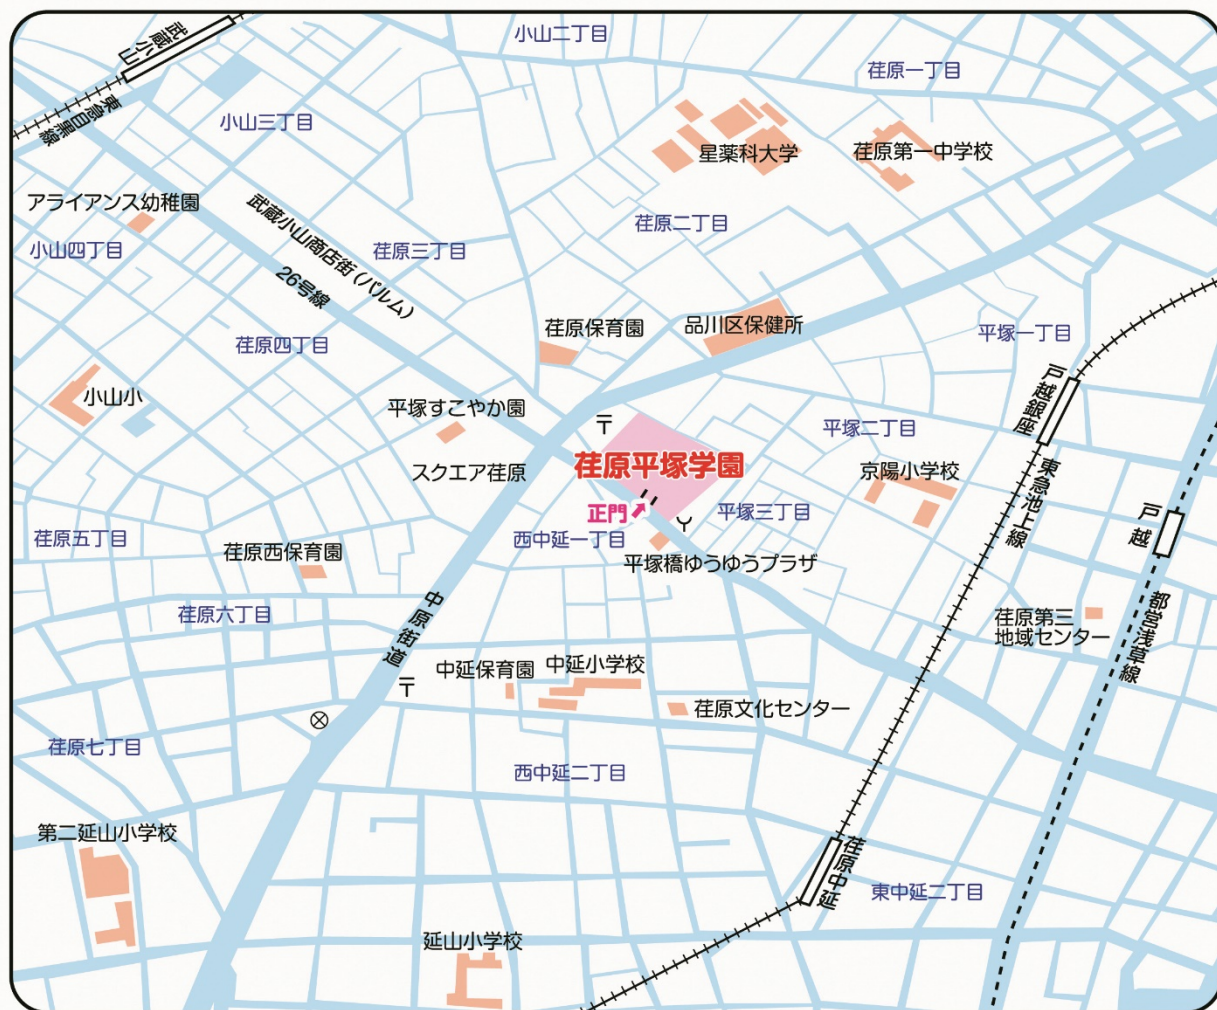 小山二丁目
武蔵小山
荏原一丁目
東急目黒線
小山三丁目
星薬科大学
荏原第一中学校
アライアンス幼稚園
武蔵小山商店街(パルム)
荏原二丁目
小山四丁目
荏原三丁目
26号線
荏原保育園
品川区保健所
平塚一丁目
荏原四丁目
戸越銀座
小山小
平塚すこやか園
〒
平塚二丁目
スクエア荏原
荏原平塚学園
京陽小学校
東急池上線
正門
平塚三丁目
戸越
荏原五丁目
西中延一丁目
荏原西保育園
平塚橋ゆうゆうプラザ
都営浅草線
荏原六丁目
中原街道
荏原第三
地域センター
中延保育園
中延小学校
〒
荏原文化センター
荏原七丁目
西中延二丁目
第二延山小学校
荏原中延
東中延二丁目
延山小学校